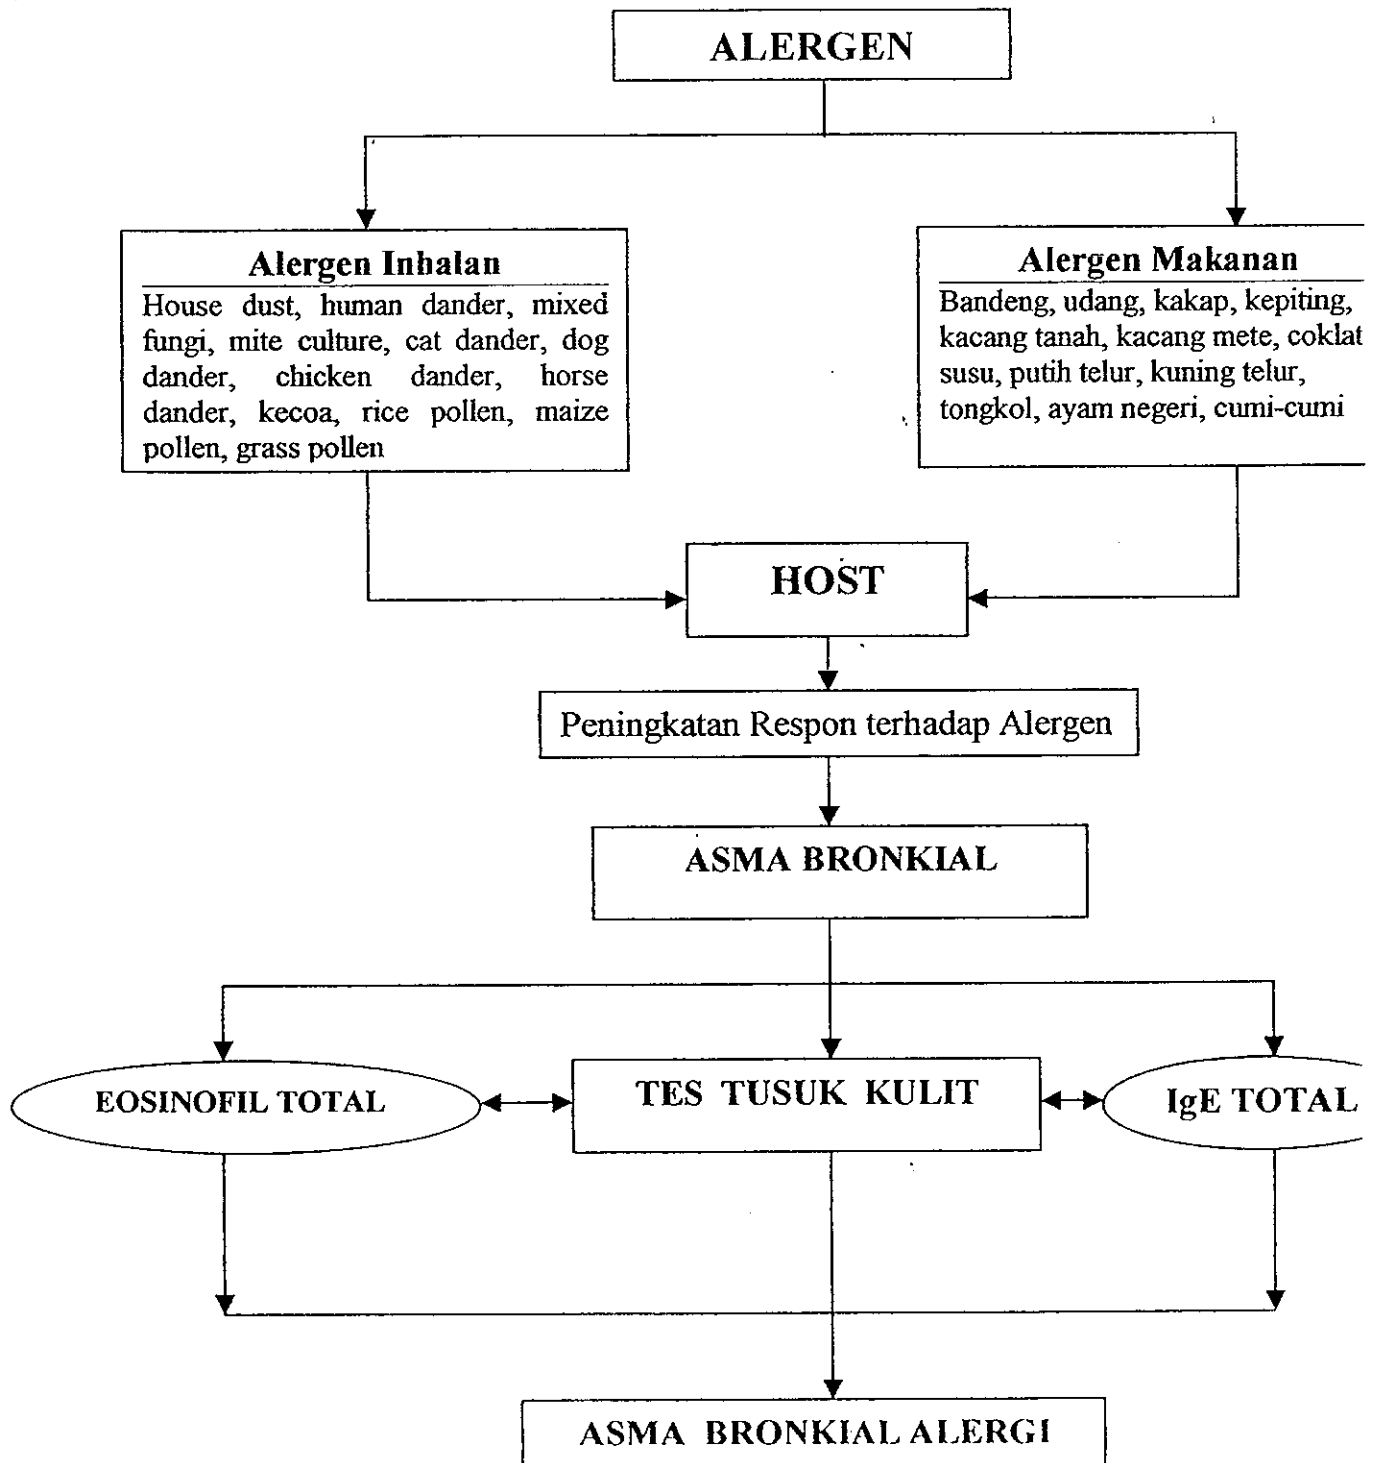 ALERGEN
Alergen Inhalan
House dust, human dander, mixed
fungi, mite culture, cat dander, dog
dander, chicken dander, horse
dander, kecoa, rice pollen, maize
pollen, grass pollen
Alergen Makanan
Bandeng, udang, kakap, kepiting,
kacang tanah, kacang mete, coklat
susu, putih telur, kuning telur,
tongkol, ayam negeri, cumi-cumi
HOST
Peningkatan Respon terhadap Alergen
ASMA BRONKIAL
EOSINOFIL TOTAL
TES TUSUK KULIT
IgE TOTAL
ASMA BRONKIAL ALERGI